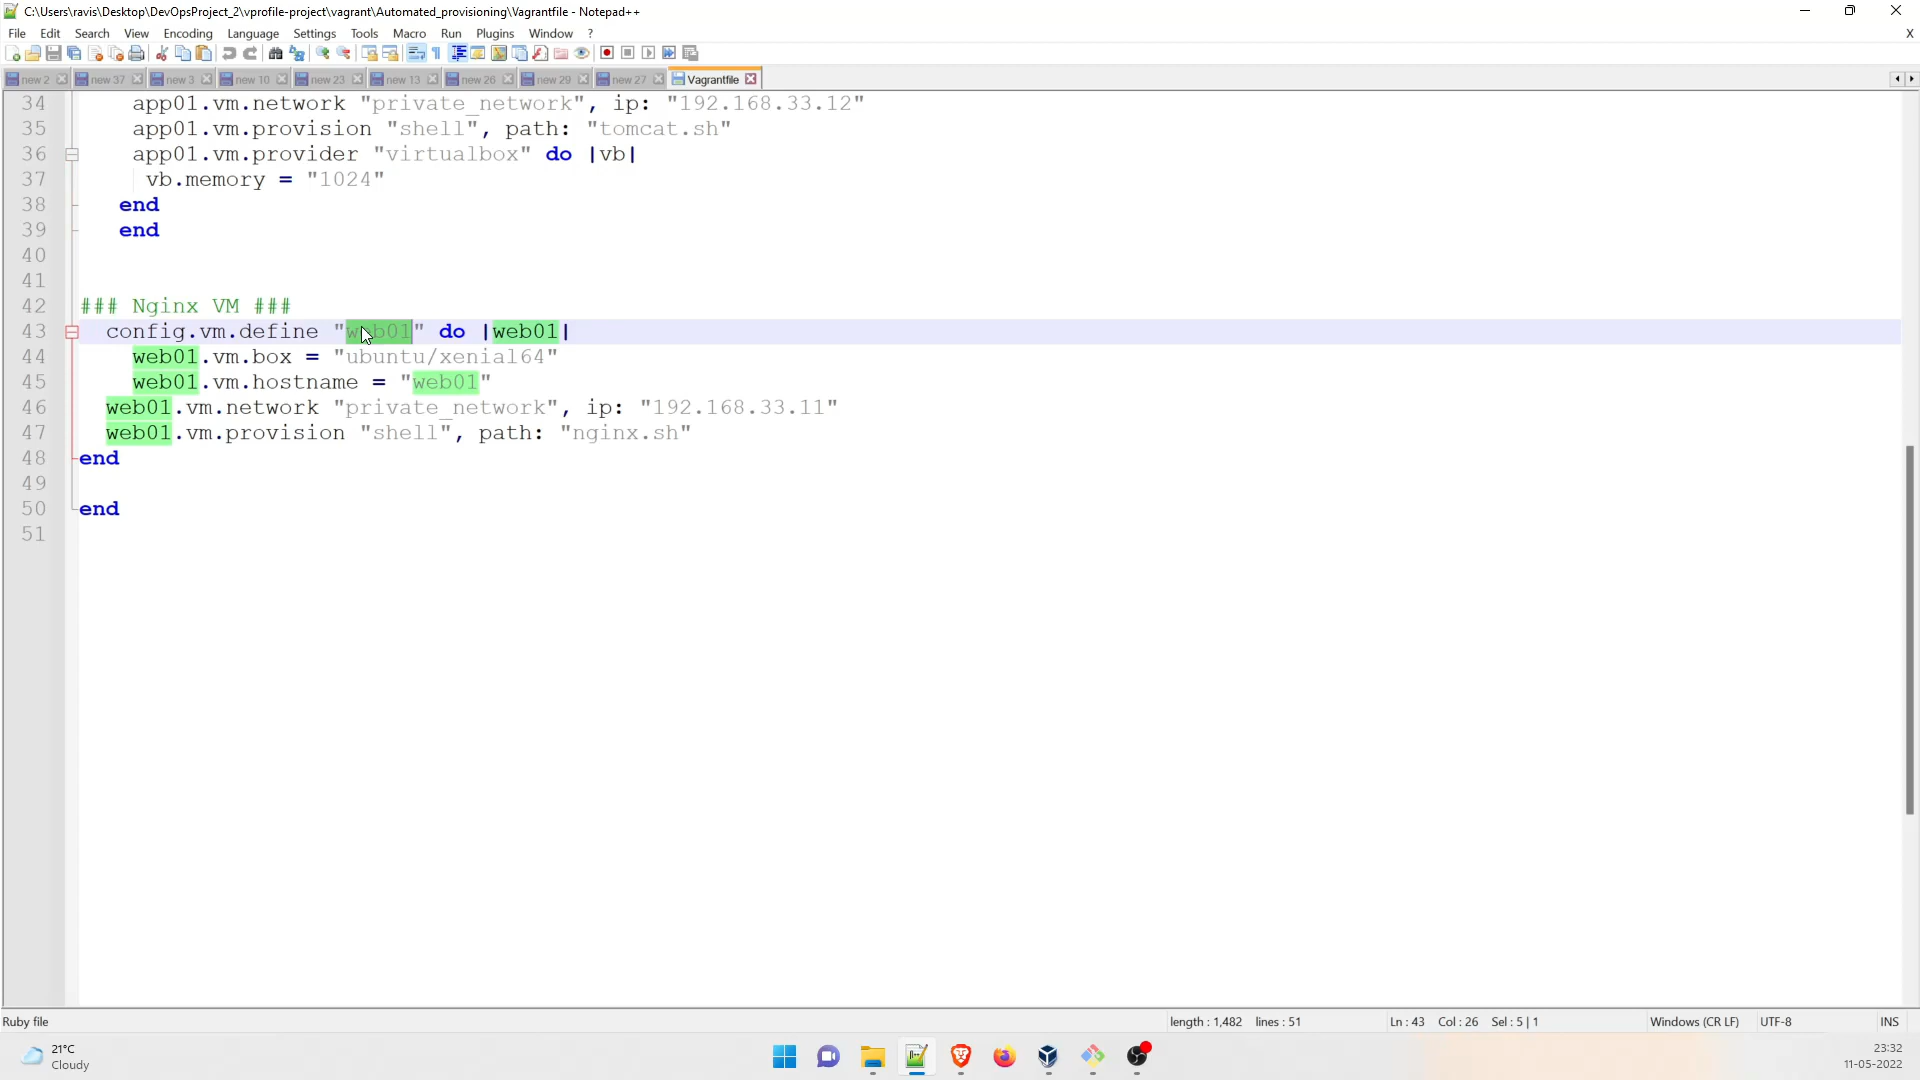 C:\Users\ravis\Desktop\DevOpsProject_2\vprofile-project\vagrant\Automated_provisioning\Vagrantfile - Notepad++
File Edit Search View Encoding Language Settings Tools Macro Run Plugins Window ? X
new 2 new 37 new 3 new 10 new 23 new 13 new 26 new 29 new 27 Vagrantfile
34 app01.vm.network "private_network", ip: "192.168.33.12"
35 app01.vm.provision "shell", path: "tomcat.sh"
36 app01.vm.provider "virtualbox" do |vb|
37 vb.memory = "1024"
38 end
39 end
40
41
42 ### Nginx VM ###
43 config.vm.define "web01" do |web01|
44 web01.vm.box = "ubuntu/xenial64"
45 web01.vm.hostname = "web01"
46 web01.vm.network "private_network", ip: "192.168.33.11"
47 web01.vm.provision "shell", path: "nginx.sh"
48 end
49
50 end
51
Ruby file length : 1,482 lines : 51 Ln : 43 Col : 26 Sel : 5 | 1 Windows (CR LF) UTF-8 INS
21°C
Cloudy
23:32
11-05-2022